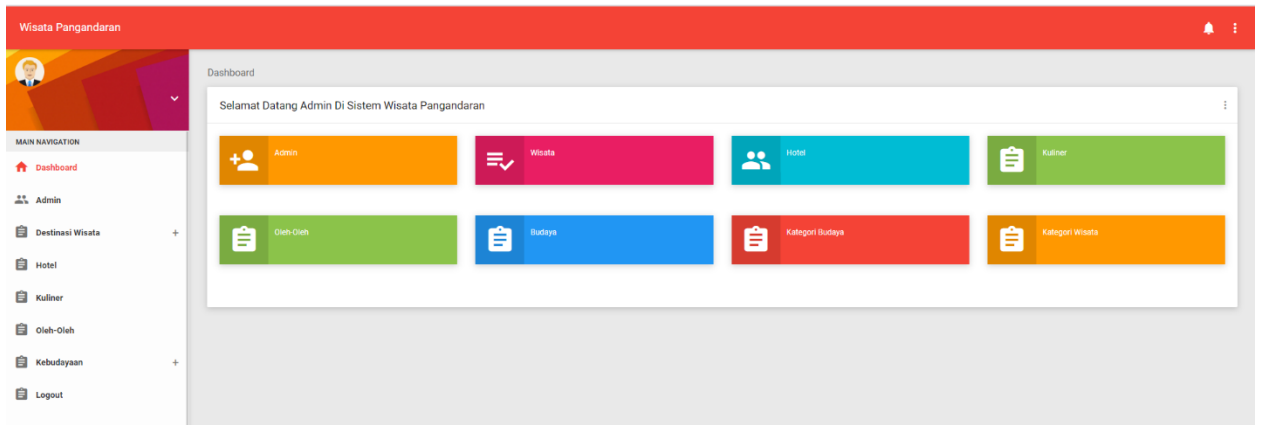 Wisata Pangandaran
MAIN NAVIGATION
Dashboard
Admin
Destinasi Wisata +
Hotel
Kuliner
Oleh-Oleh
Kebudayaan +
Logout
Dashboard
Selamat Datang Admin Di Sistem Wisata Pangandaran
Admin
Wisata
Hotel
Kuliner
Oleh-Oleh
Budaya
Kategori Budaya
Kategori Wisata